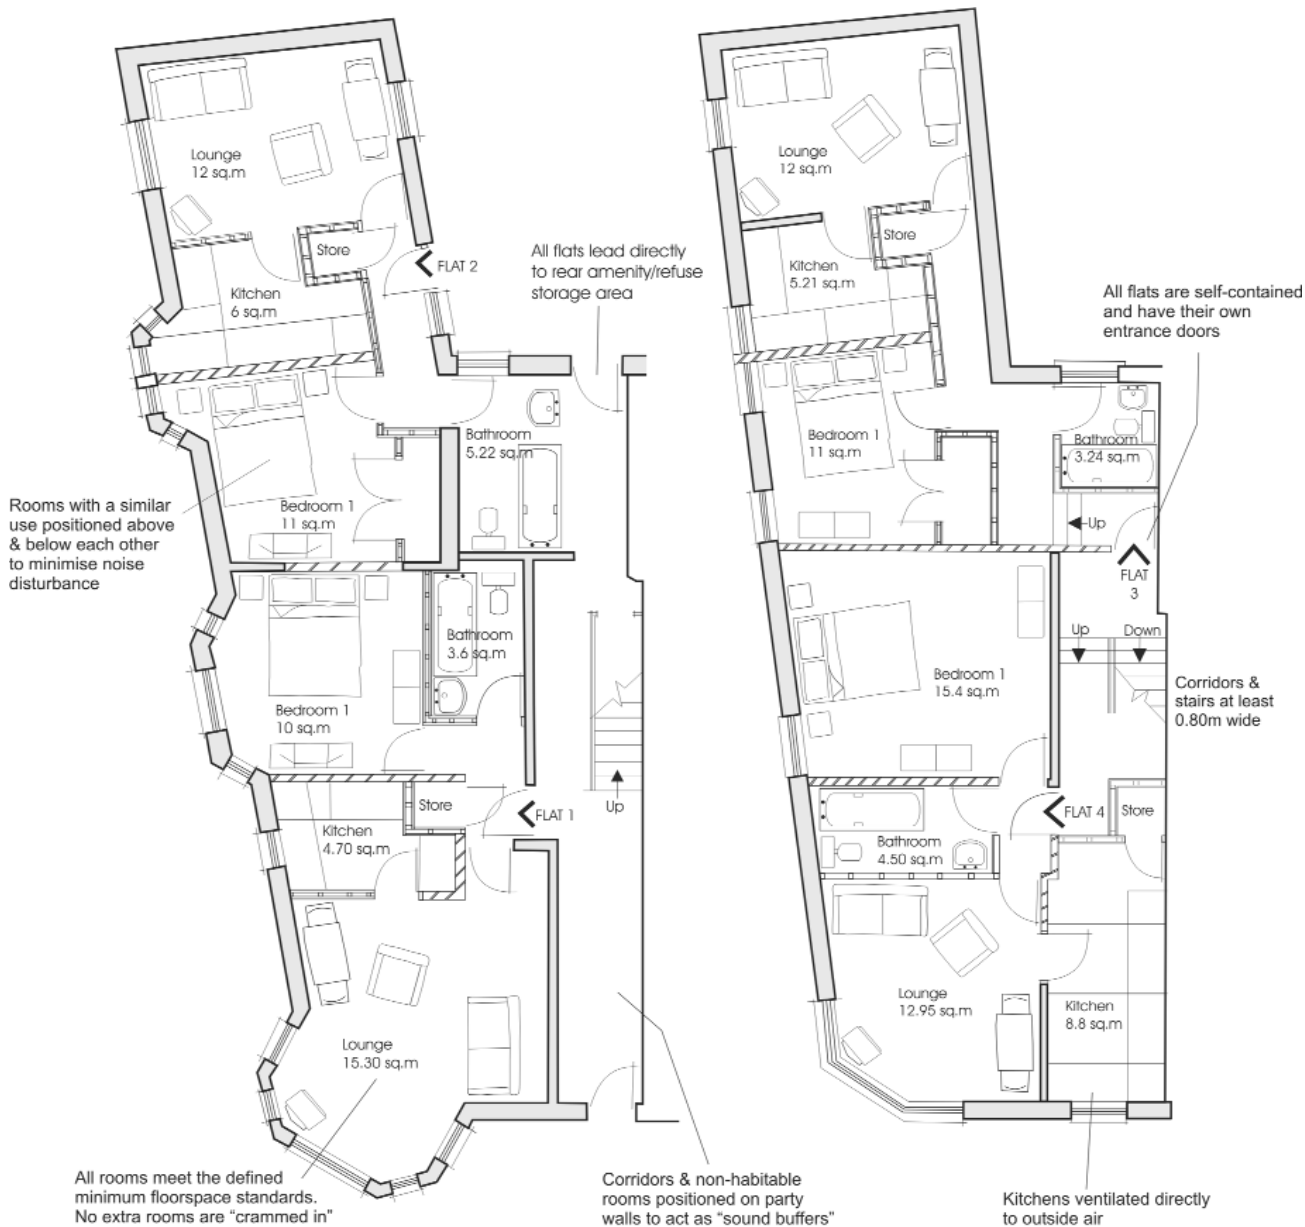 Lounge
12 sq.m
Store
FLAT 2
Kitchen
6 sq.m
All flats lead directly
to rear amenity/refuse
storage area
Bathroom
5.22 sq.m
Bedroom 1
11 sq.m
Rooms with a similar
use positioned above
& below each other
to minimise noise
disturbance
Bathroom
3.6 sq.m
Bedroom 1
10 sq.m
Store
FLAT 1
Up
Kitchen
4.70 sq.m
Lounge
15.30 sq.m
All rooms meet the defined
minimum floorspace standards.
No extra rooms are "crammed in"
Corridors & non-habitable
rooms positioned on party
walls to act as "sound buffers"
Lounge
12 sq.m
Store
Kitchen
5.21 sq.m
All flats are self-contained
and have their own
entrance doors
Bedroom 1
11 sq.m
Bathroom
3.24 sq.m
Up
FLAT
3
Up
Down
Bedroom 1
15.4 sq.m
Corridors &
stairs at least
0.80m wide
FLAT 4
Store
Bathroom
4.50 sq.m
Lounge
12.95 sq.m
Kitchen
8.8 sq.m
Kitchens ventilated directly
to outside air